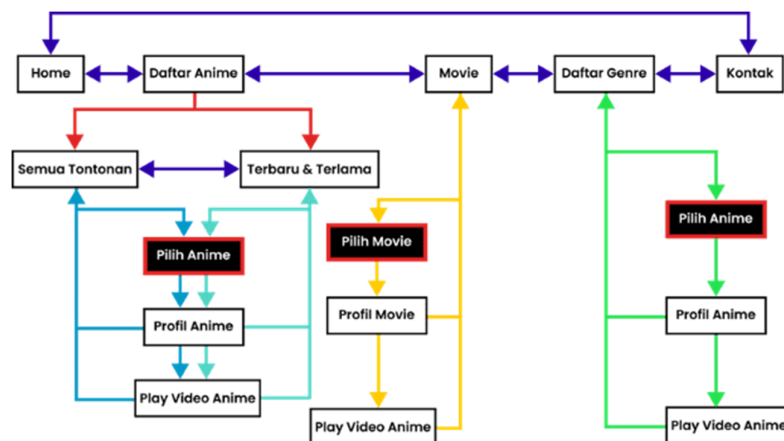 Home
Daftar Anime
Movie
Daftar Genre
Kontak
Semua Tontonan
Terbaru & Terlama
Pilih Anime
Pilih Movie
Pilih Anime
Profil Anime
Profil Movie
Profil Anime
Play Video Anime
Play Video Anime
Play Video Anime